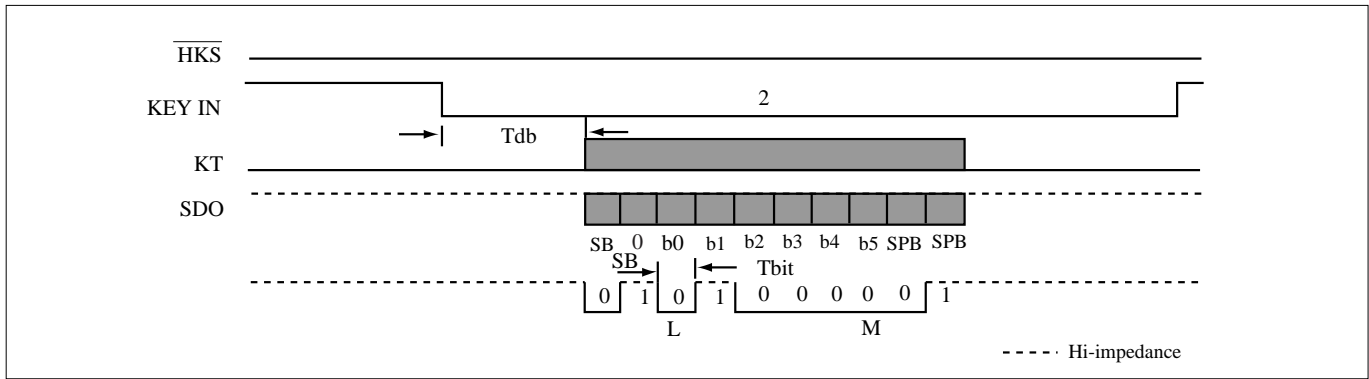 HKS
KEY IN 2
Tdb
KT
SDO
SB 0 b0 b1 b2 b3 b4 b5 SPB SPB
SB Tbit
0 1 0 1 0 0 0 0 0 1
L M
Hi-impedance